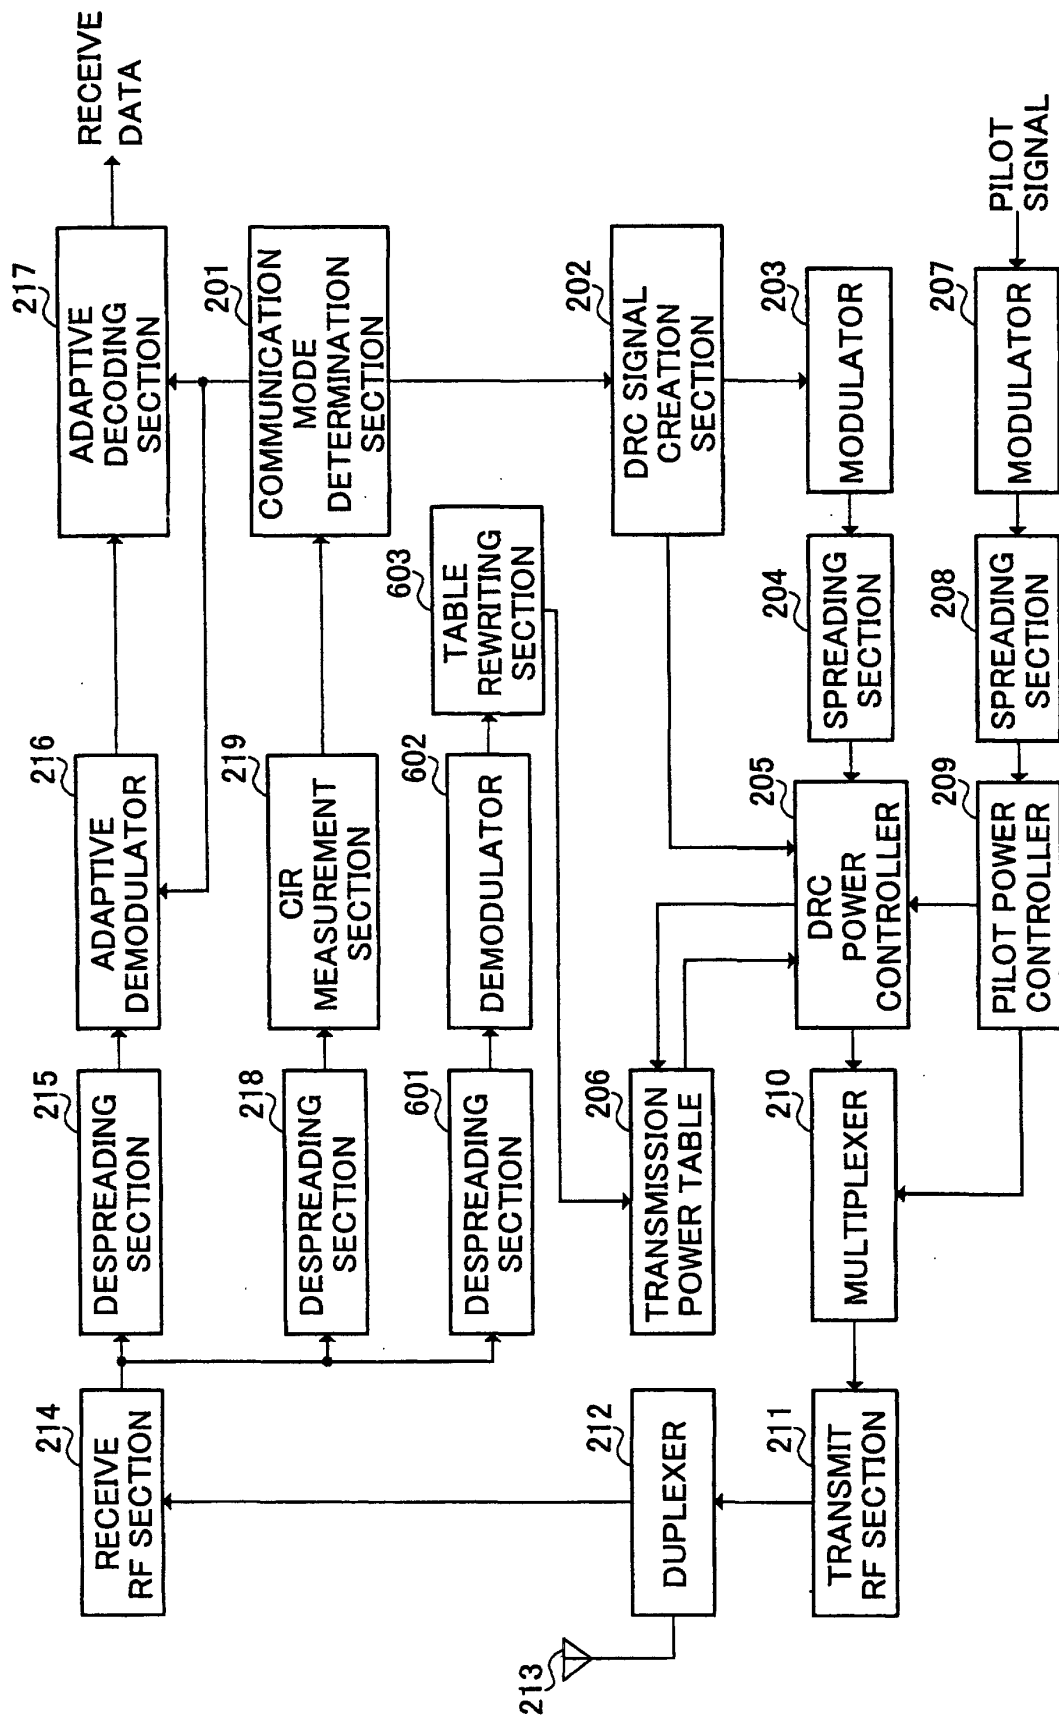 213
214
RECEIVE
RF SECTION
212
DUPLEXER
211
TRANSMIT
RF SECTION
215
DESPREADING
SECTION
218
DESPREADING
SECTION
601
DESPREADING
SECTION
206
TRANSMISSION
POWER TABLE
210
MULTIPLEXER
216
ADAPTIVE
DEMODULATOR
219
CIR
MEASUREMENT
SECTION
602
DEMODULATOR
205
DRC
POWER
CONTROLLER
209
PILOT POWER
CONTROLLER
603
TABLE
REWRITING
SECTION
204
SPREADING
SECTION
208
SPREADING
SECTION
217
ADAPTIVE
DECODING
SECTION
201
COMMUNICATION
MODE
DETERMINATION
SECTION
202
DRC SIGNAL
CREATION
SECTION
203
MODULATOR
207
MODULATOR
RECEIVE
DATA
PILOT
SIGNAL